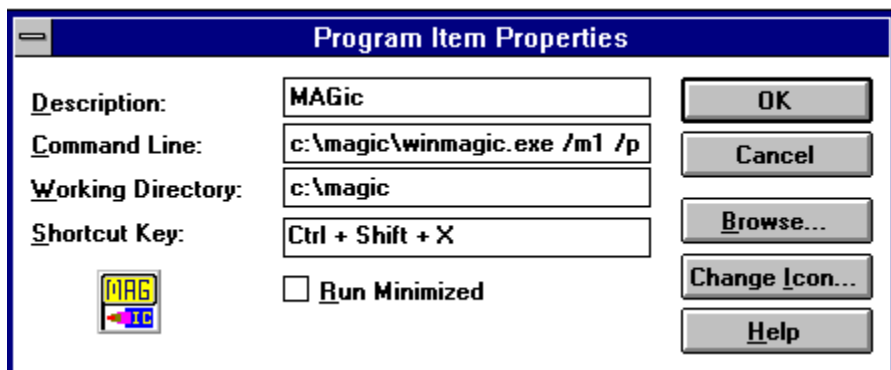 Program Item Properties
Description: MAGic OK
Command Line: c:\magic\winmagic.exe /m1 /p Cancel
Working Directory: c:\magic
Shortcut Key: Ctrl + Shift + X Browse...
MAG
IC
Run Minimized Change Icon...
Help